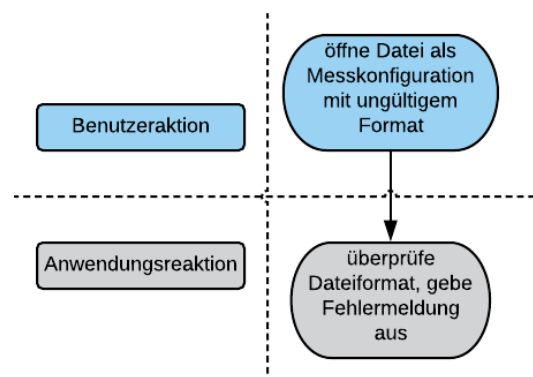 Benutzeraktion
öffne Datei als
Messkonfiguration
mit ungültigem
Format
Anwendungsreaktion
überprüfe
Dateiformat, gebe
Fehlermeldung
aus